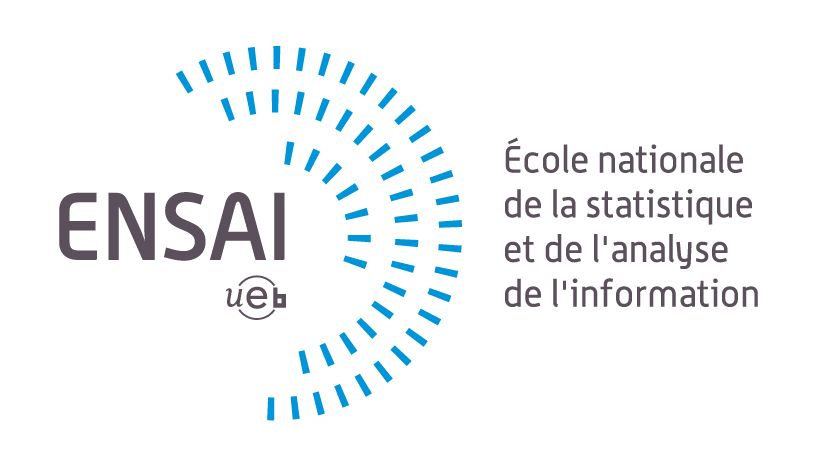 ENSAI
ueb
École nationale
de la statistique
et de l'analyse
de l'information